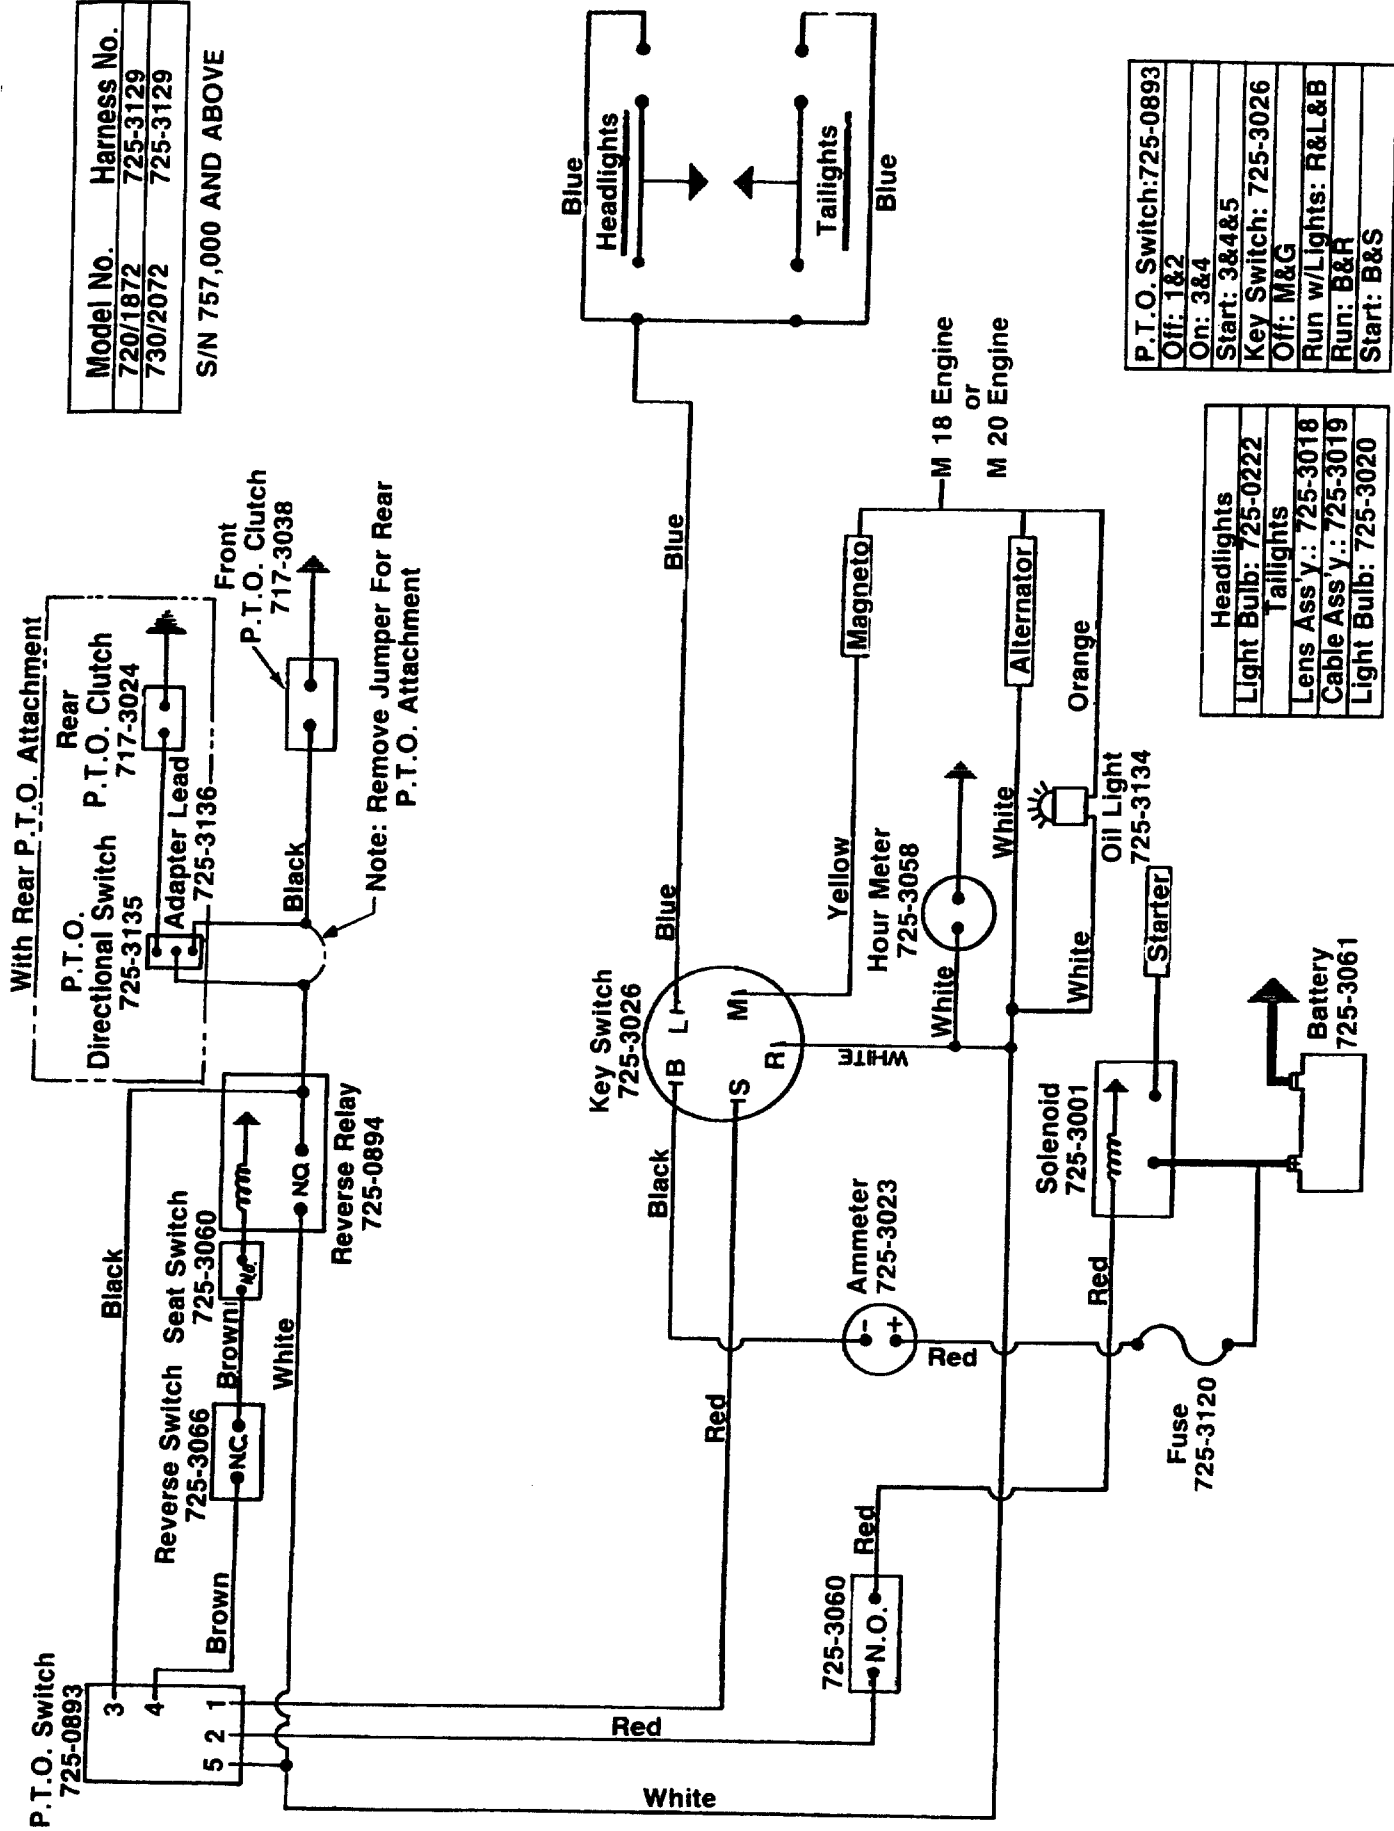 P.T.O. Switch
725-0893
3
4
1
2
5
Black
Brown
Reverse Switch
725-3066
N.C.
Brown
Seat Switch
725-3060
N.O.
White
Reverse Relay
725-0894
N.O.
With Rear P.T.O. Attachment
P.T.O.
Directional Switch
725-3135
Rear
P.T.O. Clutch
717-3024
Adapter Lead
725-3136
Black
Front
P.T.O. Clutch
717-3038
Note: Remove Jumper For Rear
P.T.O. Attachment
Model No. Harness No.
720/1872 725-3129
730/2072 725-3129
S/N 757,000 AND ABOVE
Blue
Headlights
Taillights
Blue
Blue
Blue
Key Switch
725-3026
B
L
S
M
R
Black
Red
Yellow
WHITE
Magneto
M 18 Engine
or
M 20 Engine
Hour Meter
725-3058
White
White
Alternator
Orange
Oil Light
725-3134
White
Ammeter
725-3023
-
+
Red
Solenoid
725-3001
Starter
Red
Battery
725-3061
Fuse
725-3120
725-3060
N.O.
Red
Red
White
Headlights
Light Bulb: 725-0222
Tailights
Lens Ass'y.: 725-3018
Cable Ass'y.: 725-3019
Light Bulb: 725-3020
P.T.O. Switch:725-0893
Off: 1&2
On: 3&4
Start: 3&4&5
Key Switch: 725-3026
Off: M&G
Run w/Lights: R&L&B
Run: B&R
Start: B&S